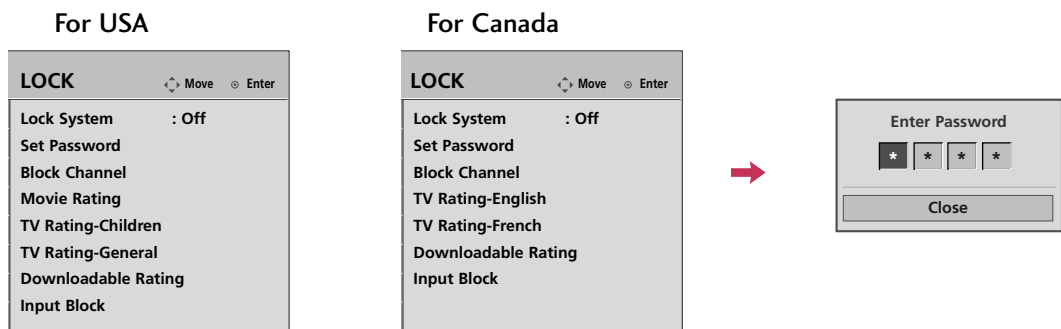 For USA
LOCK Move Enter
Lock System : Off
Set Password
Block Channel
Movie Rating
TV Rating-Children
TV Rating-General
Downloadable Rating
Input Block
For Canada
LOCK Move Enter
Lock System : Off
Set Password
Block Channel
TV Rating-English
TV Rating-French
Downloadable Rating
Input Block
Enter Password
* * * *
Close